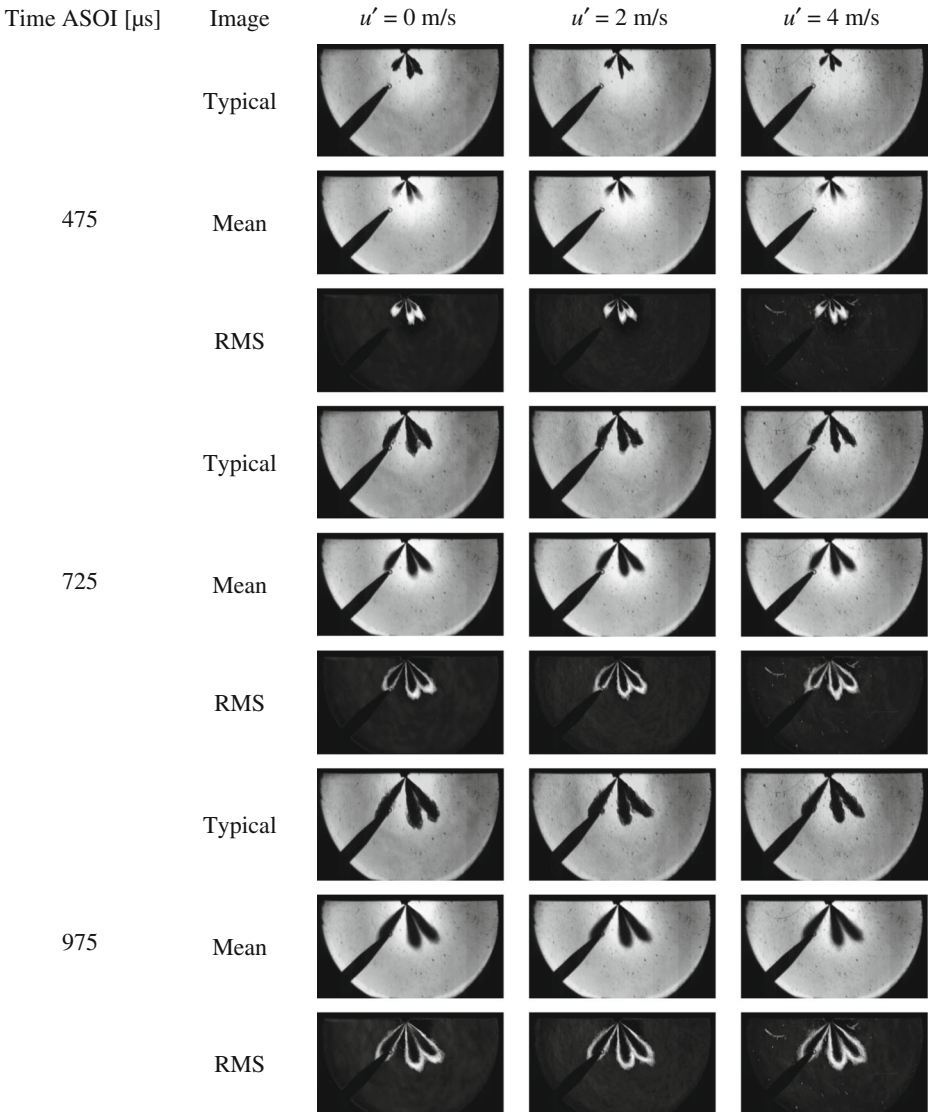 Time ASOI [µs] Image u′ = 0 m/s u′ = 2 m/s u′ = 4 m/s
Typical
475 Mean
RMS
Typical
725 Mean
RMS
Typical
975 Mean
RMS